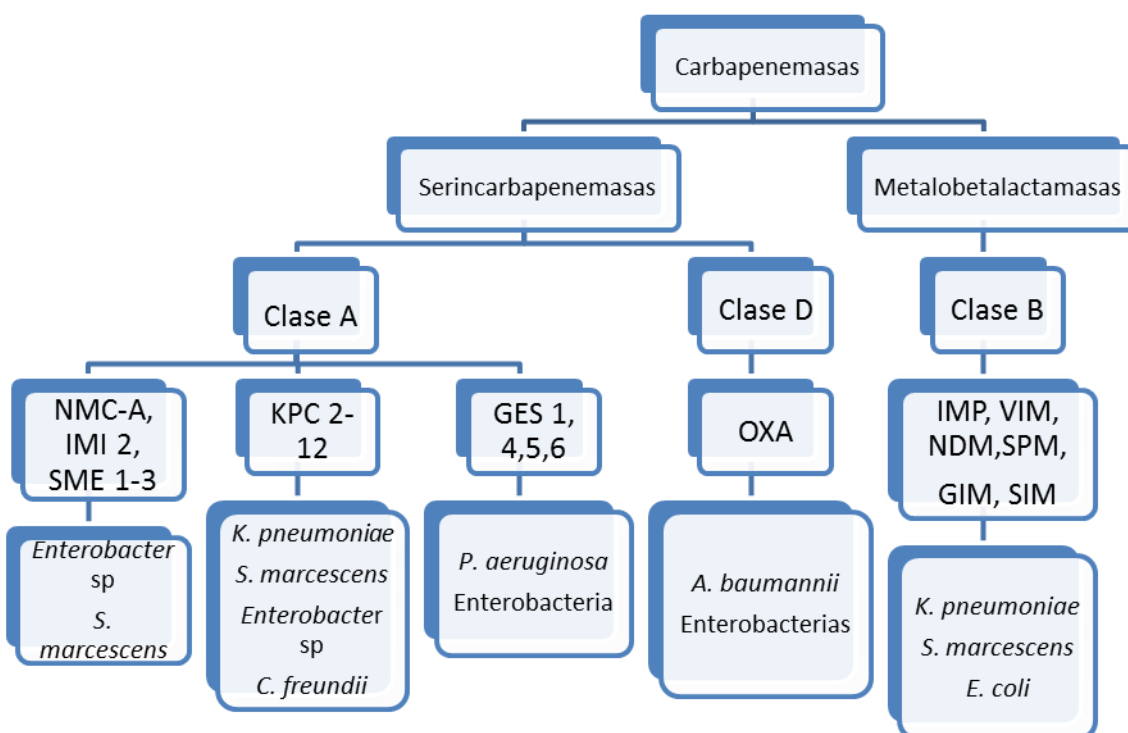 Carbapenemasas
Serincarbapenemasas
Metalobetalactamasas
Clase A
Clase D
Clase B
NMC-A,
IMI 2,
SME 1-3
KPC 2-
12
GES 1,
4,5,6
OXA
IMP, VIM,
NDM,SPM,
GIM, SIM
Enterobacter
sp
S.
marcescens
K. pneumoniae
S. marcescens
Enterobacter
sp
C. freundii
P. aeruginosa
Enterobacteria
A. baumannii
Enterobacterias
K. pneumoniae
S. marcescens
E. coli